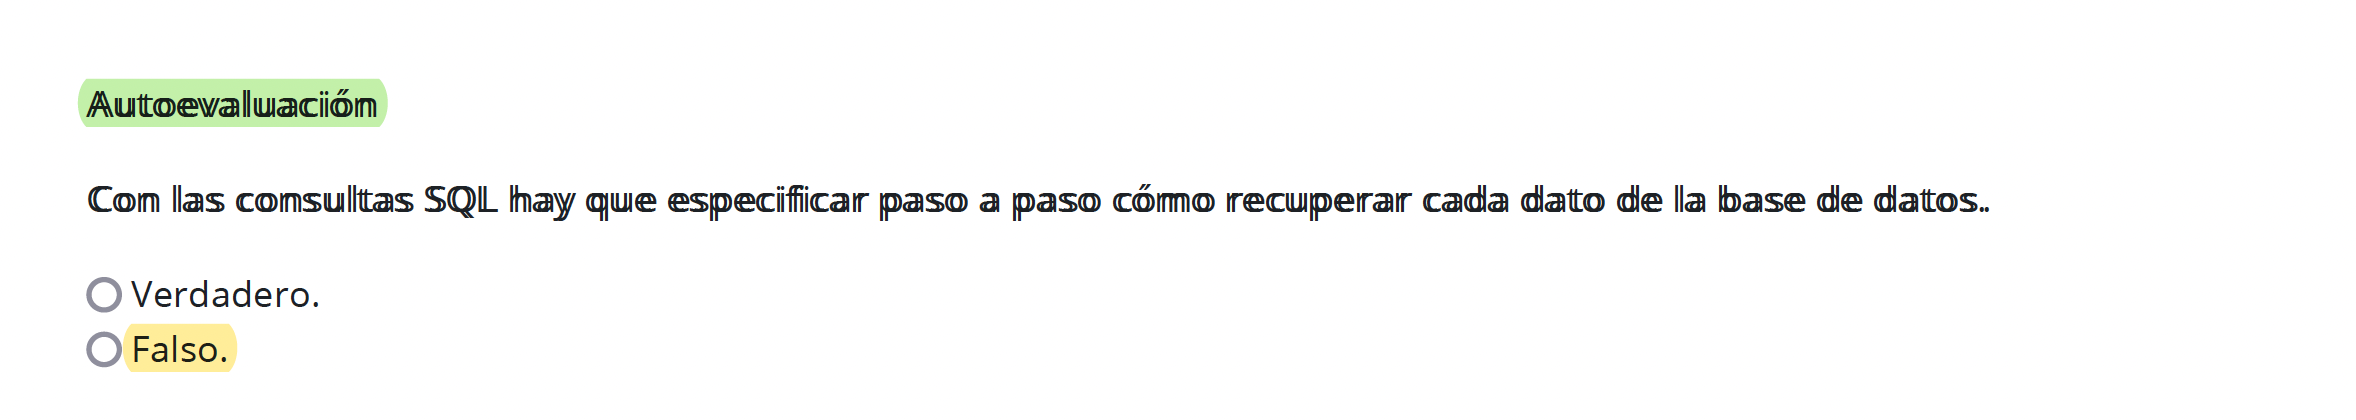 Autoevaluación
Con las consultas SQL hay que especificar paso a paso cómo recuperar cada dato de la base de datos.
Verdadero.
Falso.